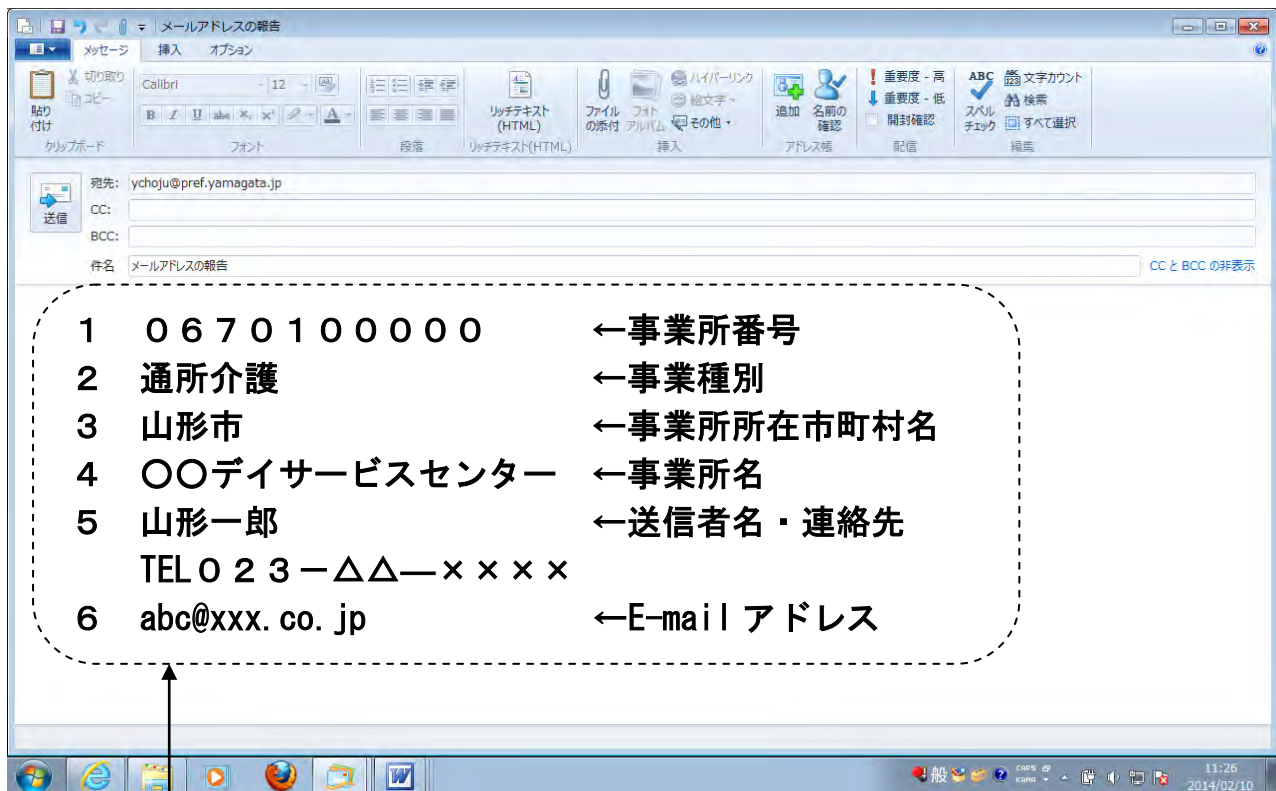 メールアドレスの報告
メッセージ 挿入 オプション
貼り付け
切り取り
コピー
クリップボード
Calibri 12
B I U abc X₂ X² A
フォント
段落
リッチテキスト(HTML)
リッチテキスト(HTML)
ファイルの添付
フォトアルバム
ハイパーリンク
絵文字
その他
挿入
追加
名前の確認
アドレス帳
重要度 - 高
重要度 - 低
開封確認
配信
ABC
スペルチェック
文字カウント
検索
すべて選択
編集
送信
宛先: ychoju@pref.yamagata.jp
CC:
BCC:
件名 メールアドレスの報告
CC と BCC の非表示
1 0670100000 ←事業所番号
2 通所介護 ←事業種別
3 山形市 ←事業所所在市町村名
4 〇〇デイサービスセンター ←事業所名
5 山形一郎 ←送信者名・連絡先
TEL023-△△―××××
6 abc@xxx.co.jp ←E-mailアドレス
般 CAPS KANA
11:26
2014/02/10